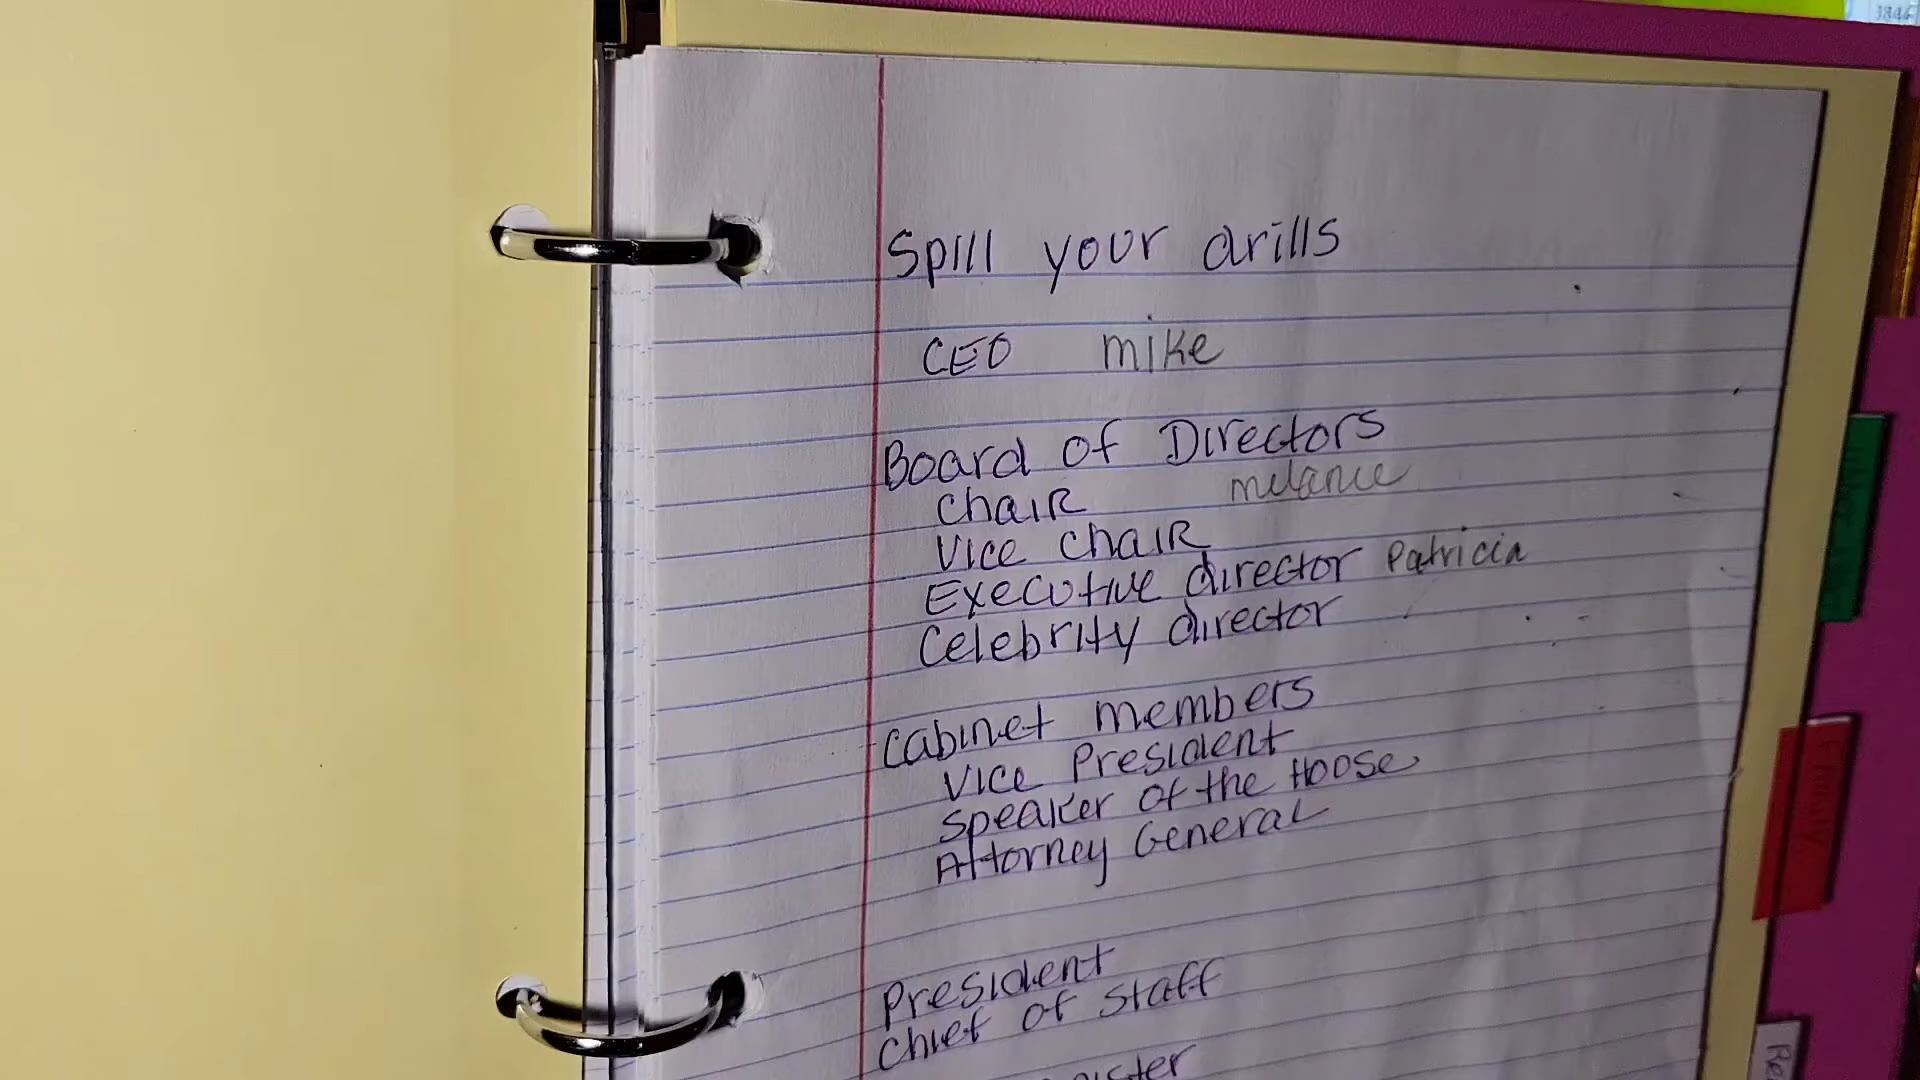 Spill your drills
CEO mike
Board of Directors
Chair melanie
Vice Chair
Executive director Patricia
Celebrity director
Cabinet members
Vice President
Speaker of the House
Attorney General
President
Chief of Staff
Family